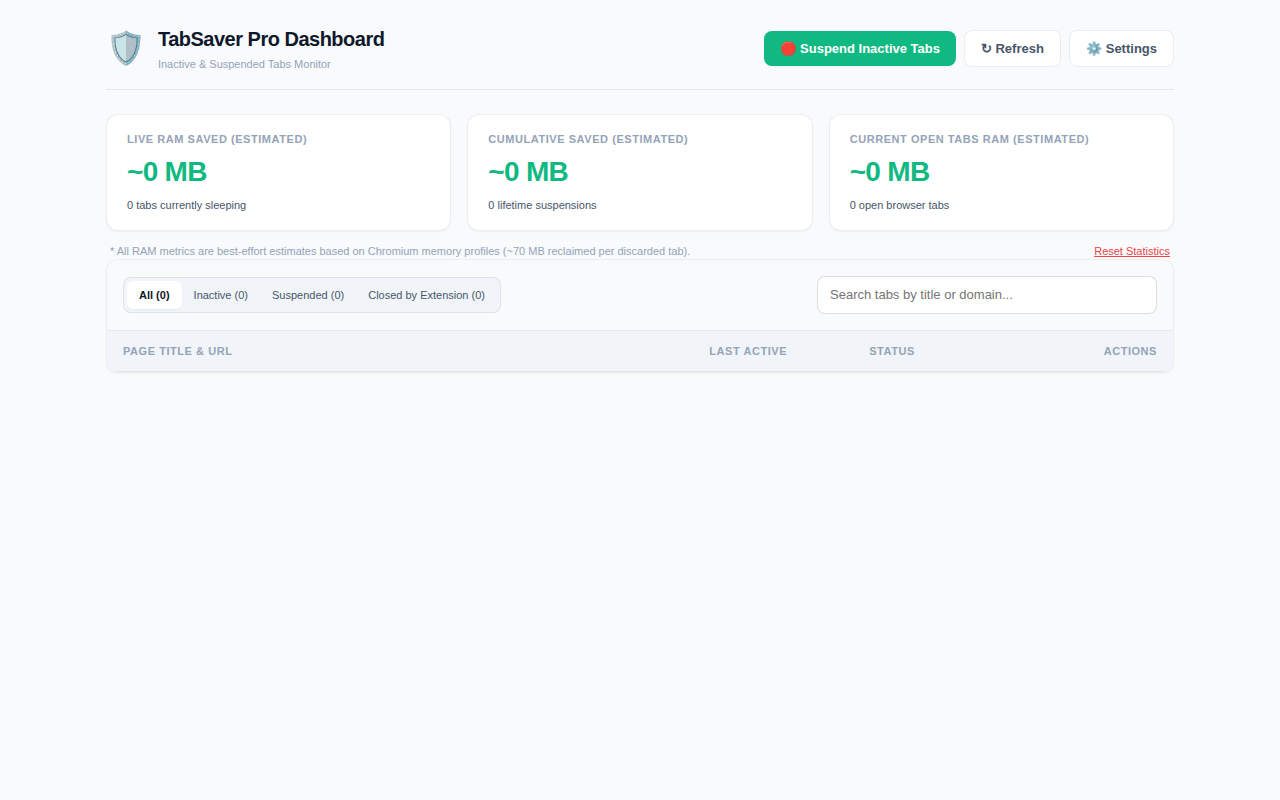 TabSaver Pro Dashboard
Inactive & Suspended Tabs Monitor
Suspend Inactive Tabs
↻ Refresh
Settings
LIVE RAM SAVED (ESTIMATED)
~0 MB
0 tabs currently sleeping
CUMULATIVE SAVED (ESTIMATED)
~0 MB
0 lifetime suspensions
CURRENT OPEN TABS RAM (ESTIMATED)
~0 MB
0 open browser tabs
* All RAM metrics are best-effort estimates based on Chromium memory profiles (~70 MB reclaimed per discarded tab).
Reset Statistics
All (0)
Inactive (0)
Suspended (0)
Closed by Extension (0)
Search tabs by title or domain...
PAGE TITLE & URL
LAST ACTIVE
STATUS
ACTIONS